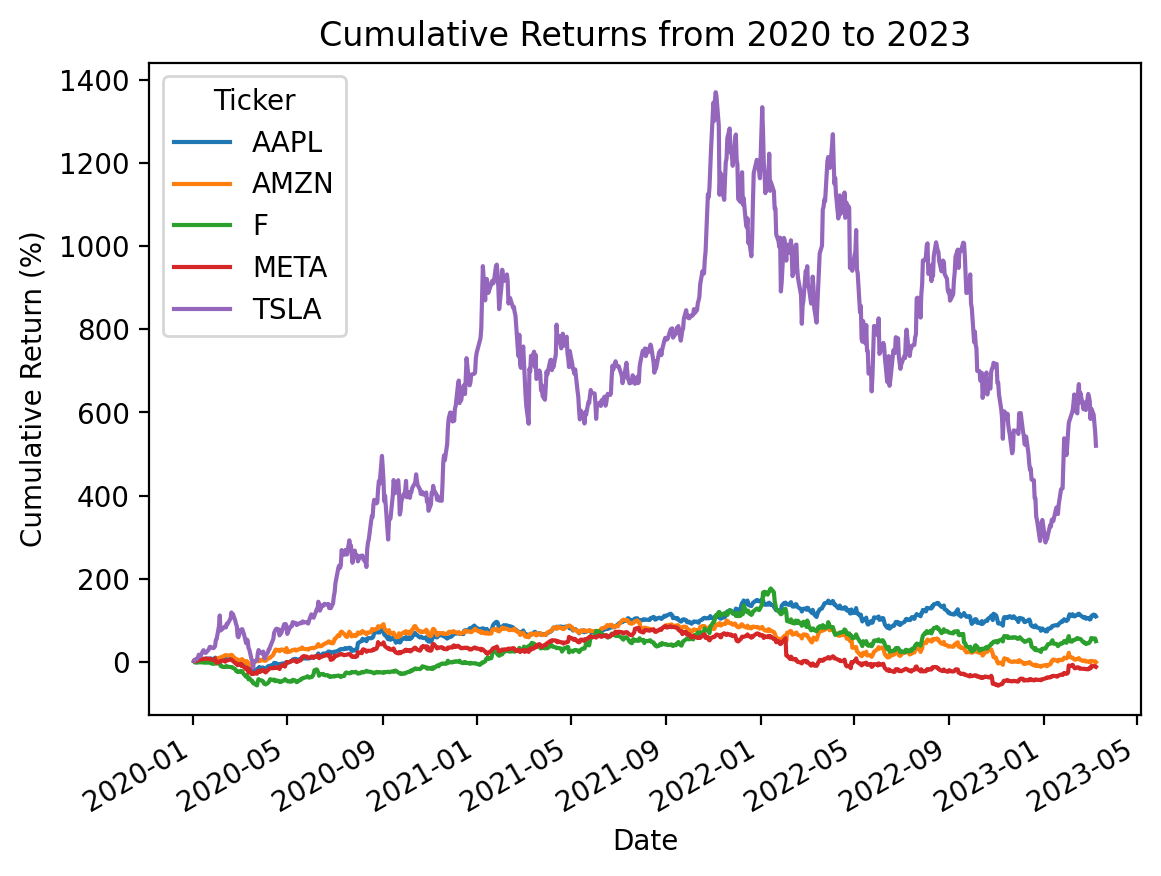 Cumulative Returns from 2020 to 2023
Cumulative Return (%)
1400
1200
1000
800
600
400
200
0
Ticker
AAPL
AMZN
F
META
TSLA
2020-01
2020-05
2020-09
2021-01
2021-05
2021-09
2022-01
2022-05
2022-09
2023-01
2023-05
Date